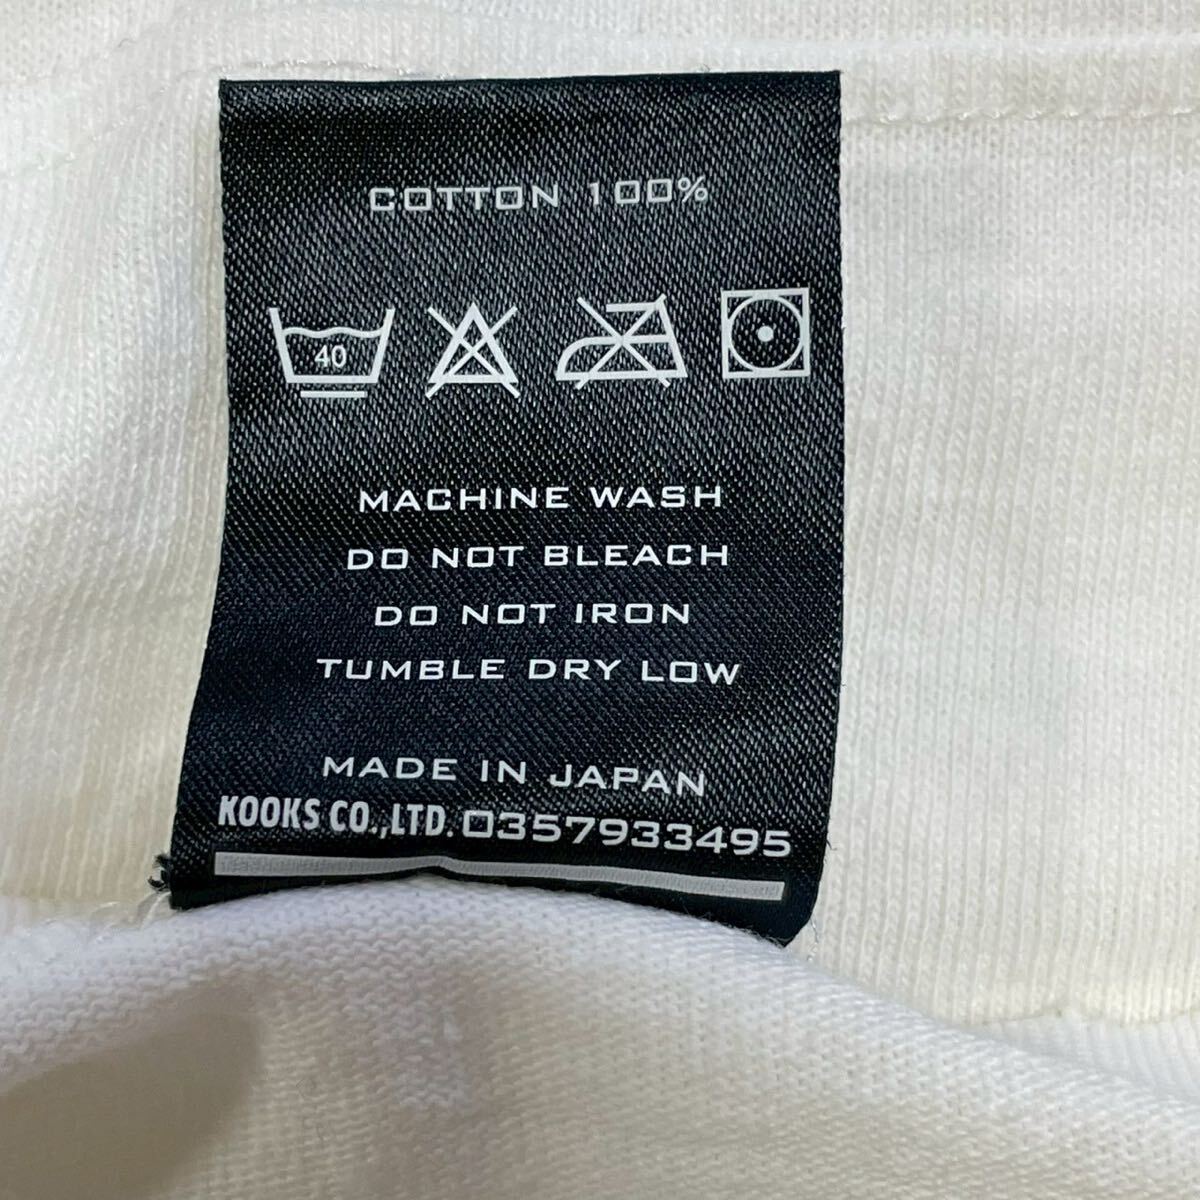 COTTON 100%
40
MACHINE WASH
DO NOT BLEACH
DO NOT IRON
TUMBLE DRY LOW
MADE IN JAPAN
KOOKS CO.,LTD. 0357933495